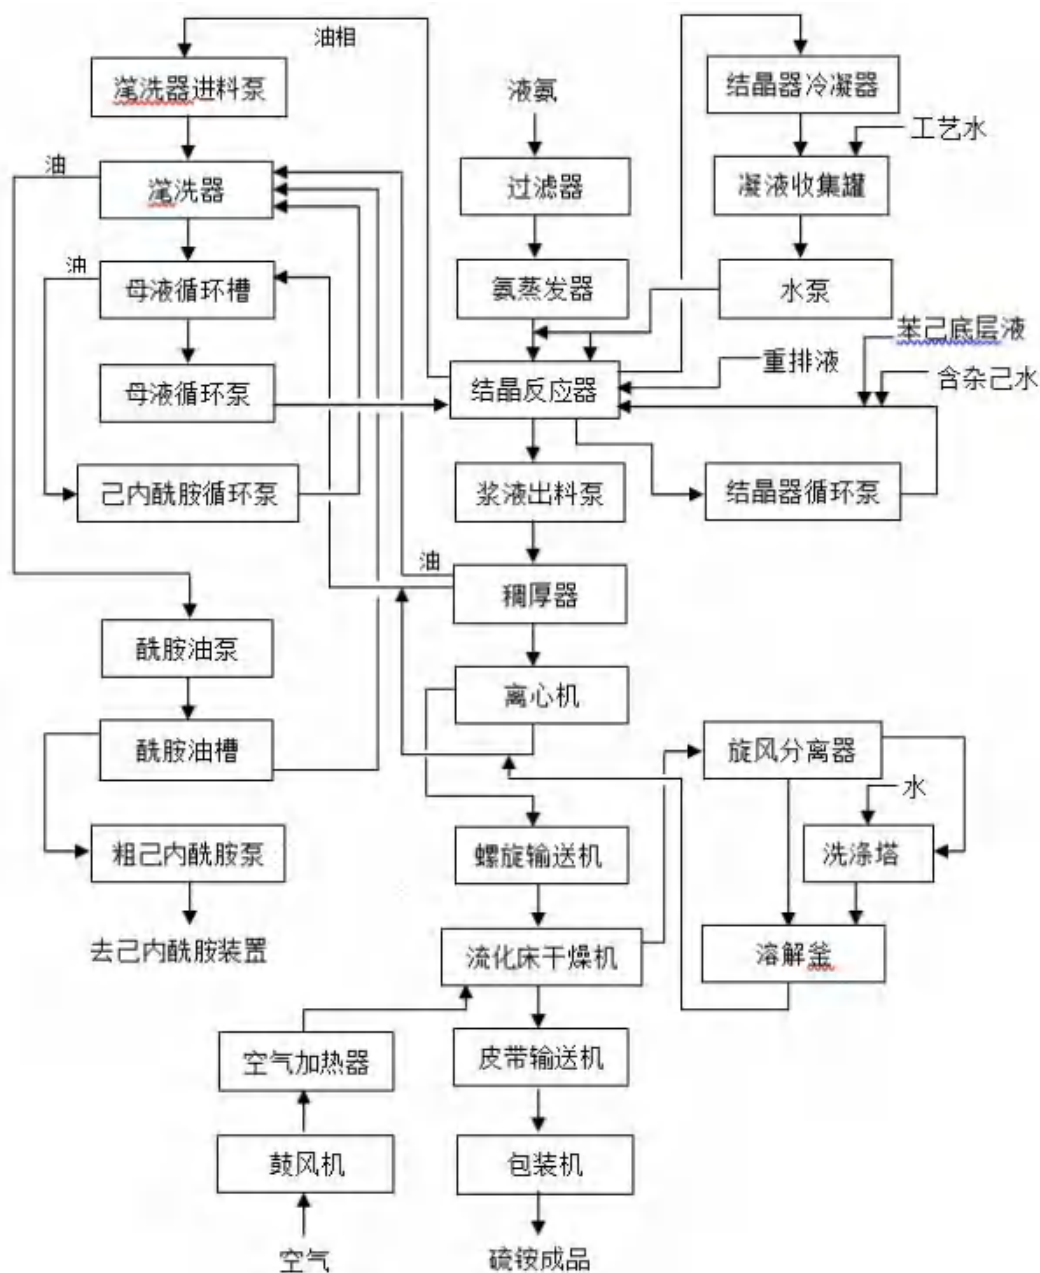 油相
滗洗器进料泵
液氨
结晶器冷凝器
工艺水
油
滗洗器
过滤器
凝液收集罐
油
母液循环槽
氨蒸发器
水泵
苯己底层液
重排液
含杂己水
母液循环泵
结晶反应器
己内酰胺循环泵
浆液出料泵
结晶器循环泵
油
稠厚器
酰胺油泵
离心机
酰胺油槽
旋风分离器
水
粗己内酰胺泵
螺旋输送机
洗涤塔
去己内酰胺装置
流化床干燥机
溶解釜
空气加热器
皮带输送机
鼓风机
包装机
空气
硫铵成品